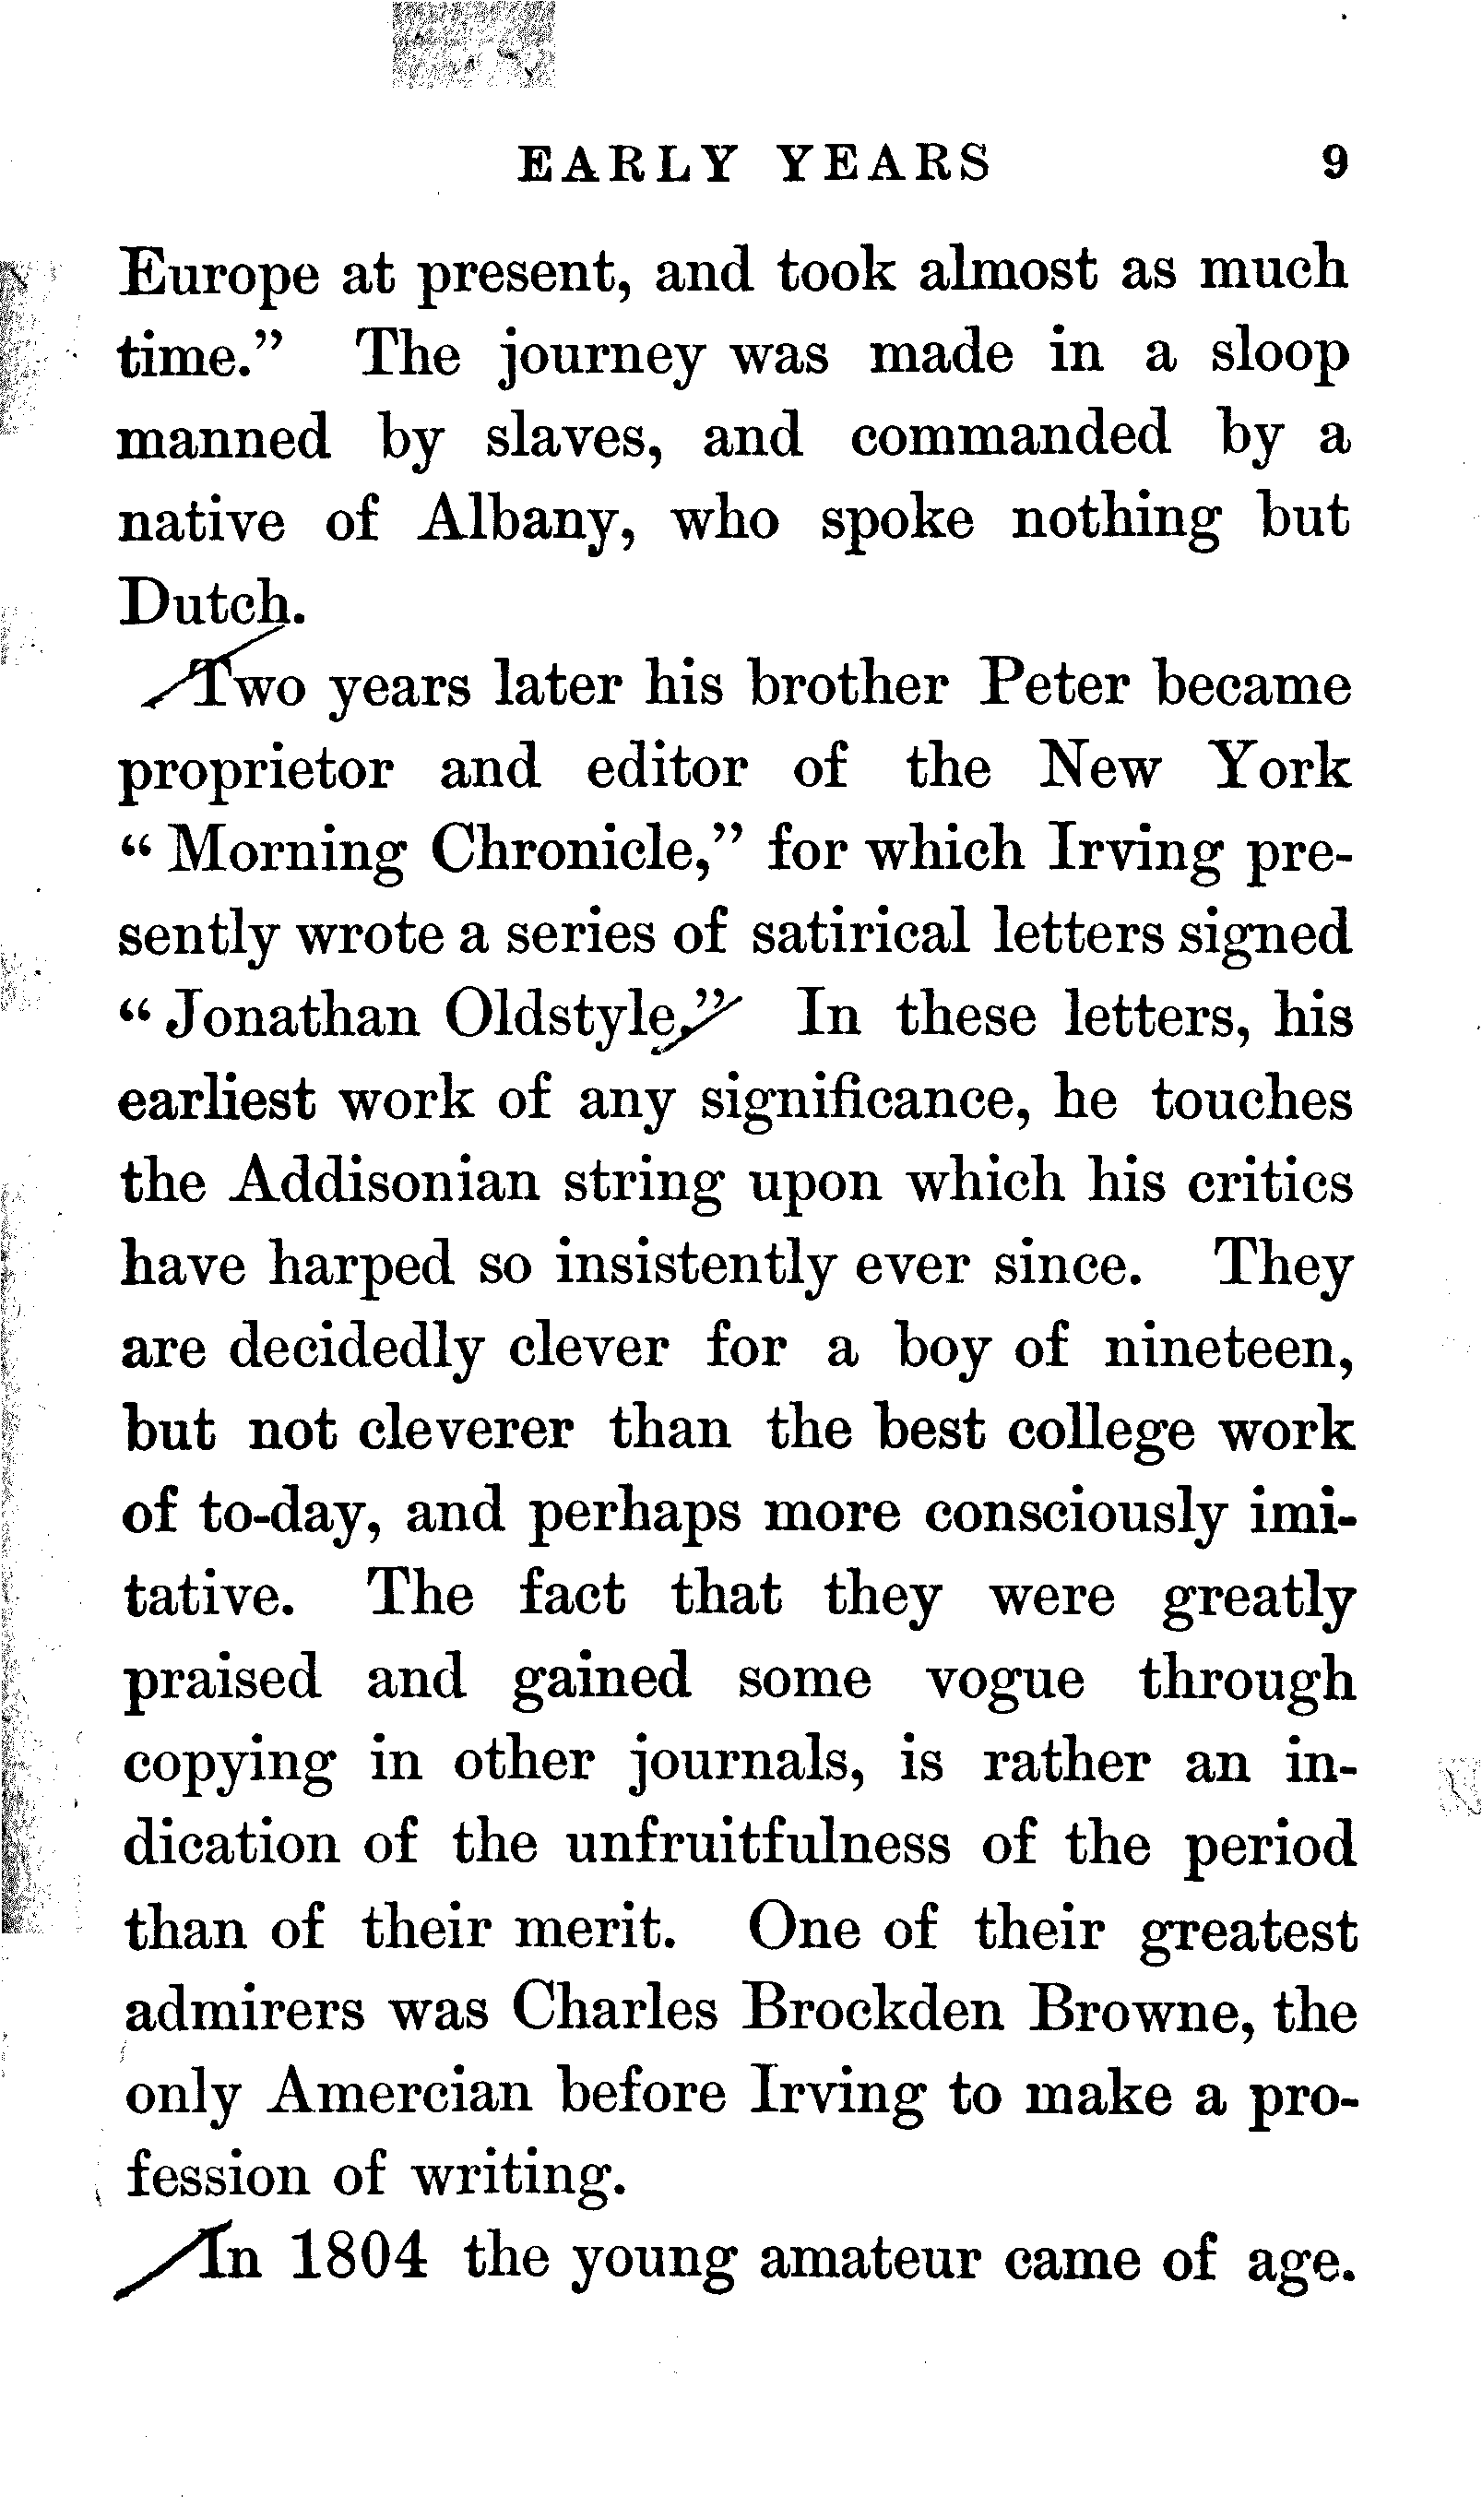 EARLY YEARS 9
Europe at present, and took almost as much
time." The journey was made in a sloop
manned by slaves, and commanded by a
native of Albany, who spoke nothing but
Dutch.
Two years later his brother Peter became
proprietor and editor of the New York
"Morning Chronicle," for which Irving pre-
sently wrote a series of satirical letters signed
"Jonathan Oldstyle." In these letters, his
earliest work of any significance, he touches
the Addisonian string upon which his critics
have harped so insistently ever since. They
are decidedly clever for a boy of nineteen,
but not cleverer than the best college work
of to-day, and perhaps more consciously imi-
tative. The fact that they were greatly
praised and gained some vogue through
copying in other journals, is rather an in-
dication of the unfruitfulness of the period
than of their merit. One of their greatest
admirers was Charles Brockden Browne, the
only Amercian before Irving to make a pro-
fession of writing.
In 1804 the young amateur came of age.